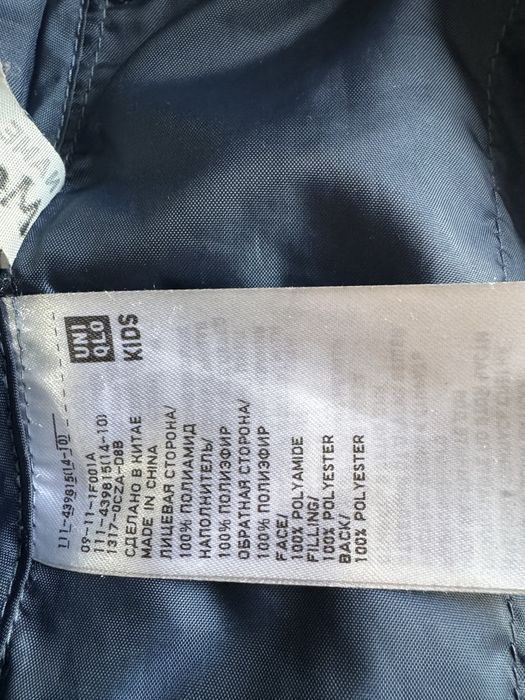 UNI
QLO
KIDS
111-439815(14-10)
09-11-1F001A
111-439815(14-10)
1317-0CZA-D8B
СДЕЛАНО В КИТАЕ
MADE IN CHINA
ЛИЦЕВАЯ СТОРОНА/
100% ПОЛИАМИД
НАПОЛНИТЕЛЬ/
100% ПОЛИЭФИР
ОБРАТНАЯ СТОРОНА/
100% ПОЛИЭФИР
FACE/
100% POLYAMIDE
FILLING/
100% POLYESTER
BACK/
100% POLYESTER
NAME